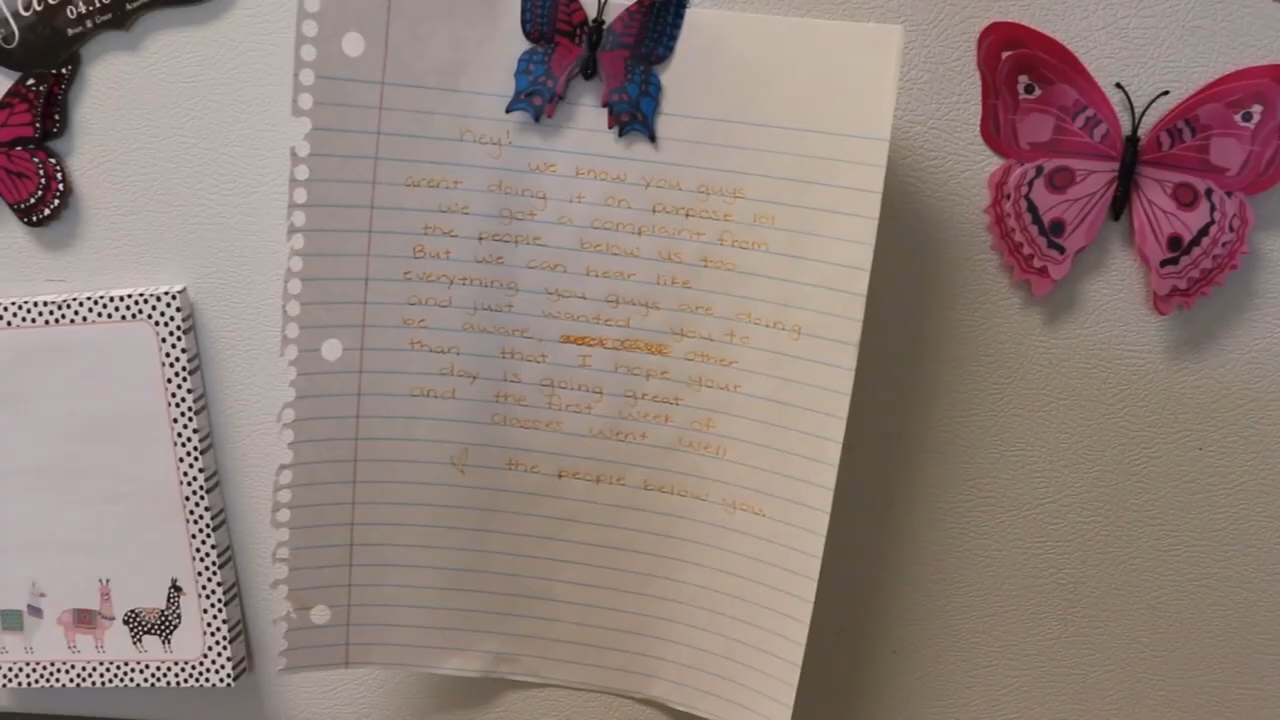 04.1
hey!
we know you guys
arent doing it on purpose lol
we got a complaint from
the people below us too
But we can hear like
everything you guys are doing
and just wanted you to
be aware. other
than that I hope your
day is going great
and the first week of
classes went well
the people below you.